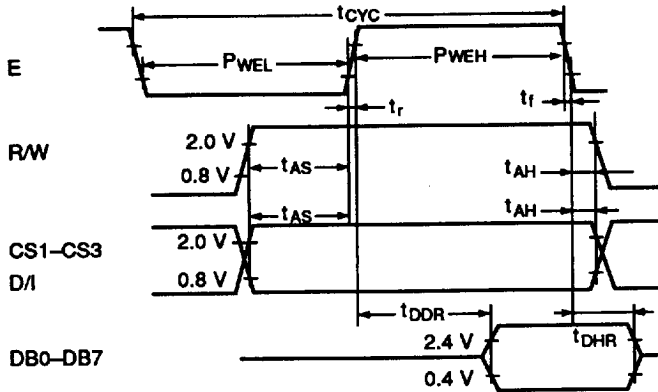 tCYC
E
PWEL
PWEH
tr
tf
R/W
2.0 V
0.8 V
tAS
tAH
tAS
tAH
CS1–CS3
D/I
2.0 V
0.8 V
tDDR
tDHR
DB0–DB7
2.4 V
0.4 V